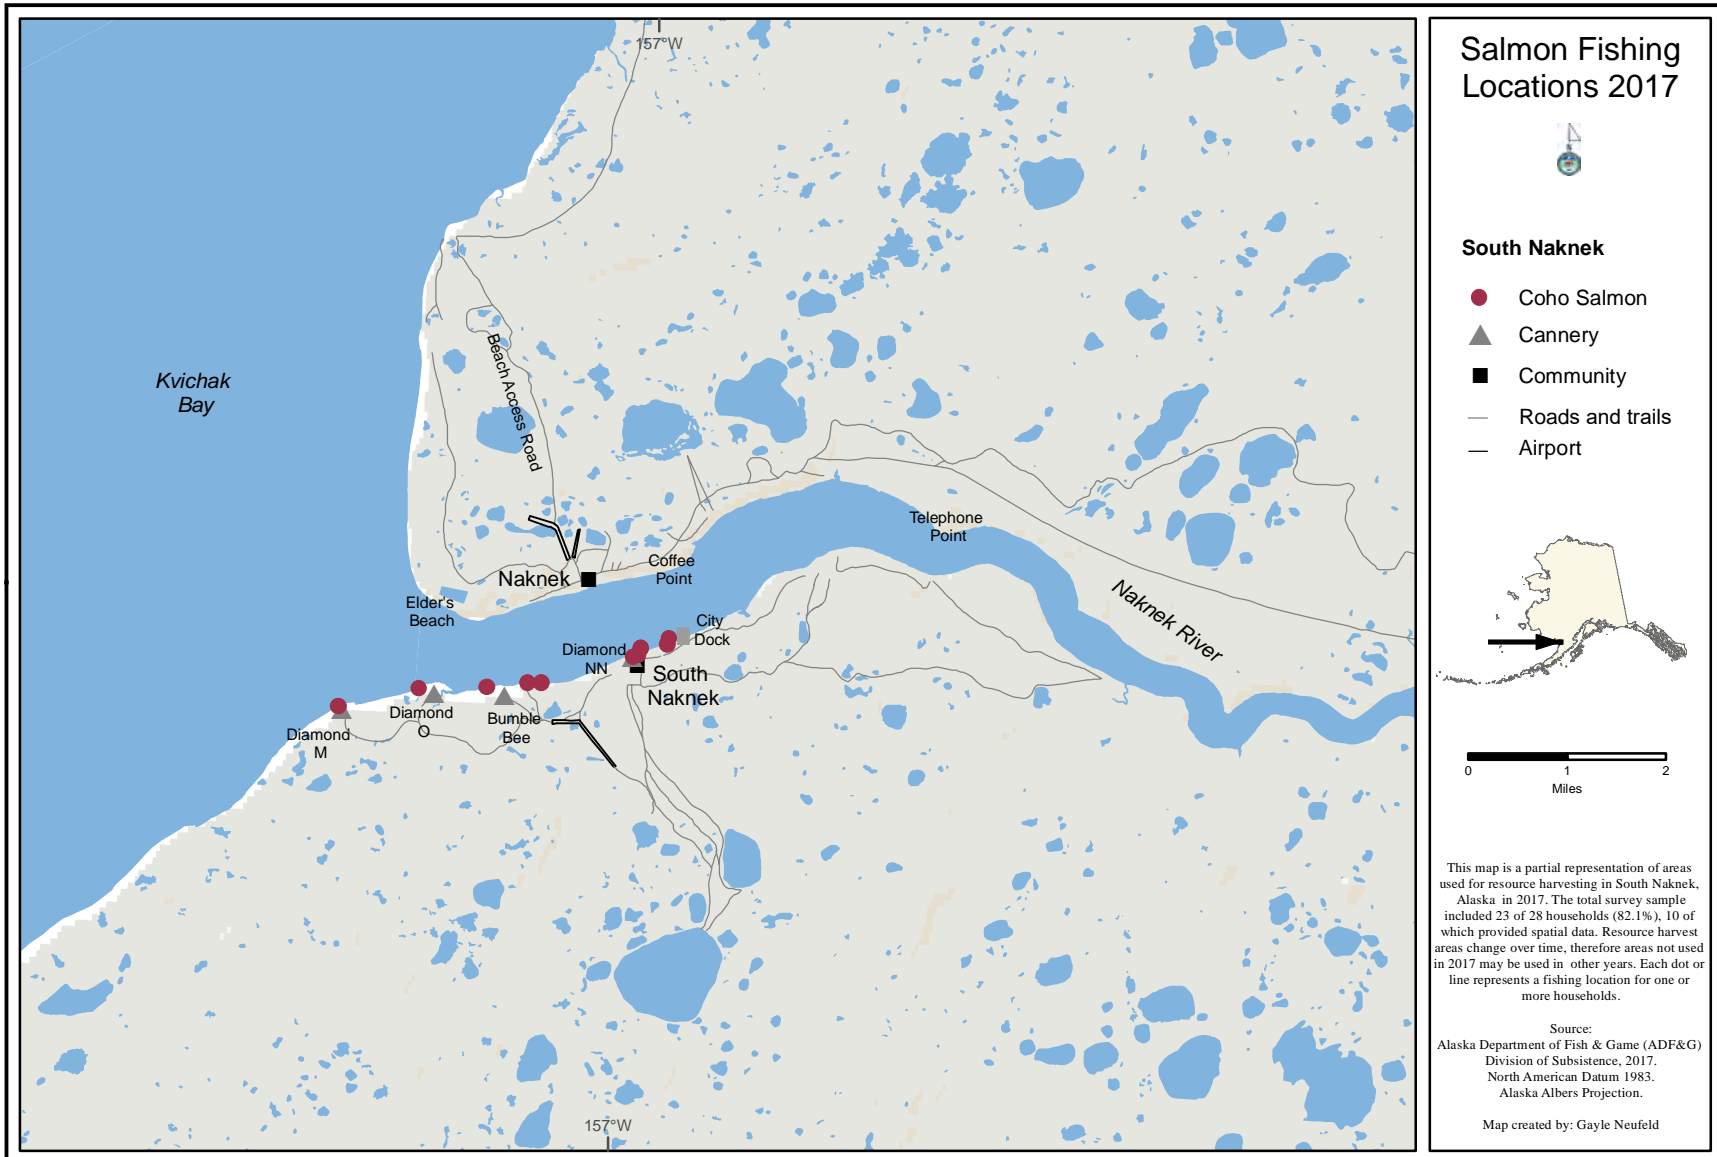 157°W
Kvichak
Bay
Beach Access Road
Telephone
Point
Coffee
Point
Naknek
Elder's
Beach
Naknek River
City
Dock
Diamond
NN
South
Naknek
Diamond
O
Bumble
Bee
Diamond
M
157°W
Salmon Fishing
Locations 2017
South Naknek
Coho Salmon
Cannery
Community
Roads and trails
Airport
0 1 2
Miles
This map is a partial representation of areas
used for resource harvesting in South Naknek,
Alaska in 2017. The total survey sample
included 23 of 28 households (82.1%), 10 of
which provided spatial data. Resource harvest
areas change over time, therefore areas not used
in 2017 may be used in other years. Each dot or
line represents a fishing location for one or
more households.
Source:
Alaska Department of Fish & Game (ADF&G)
Division of Subsistence, 2017.
North American Datum 1983.
Alaska Albers Projection.
Map created by: Gayle Neufeld